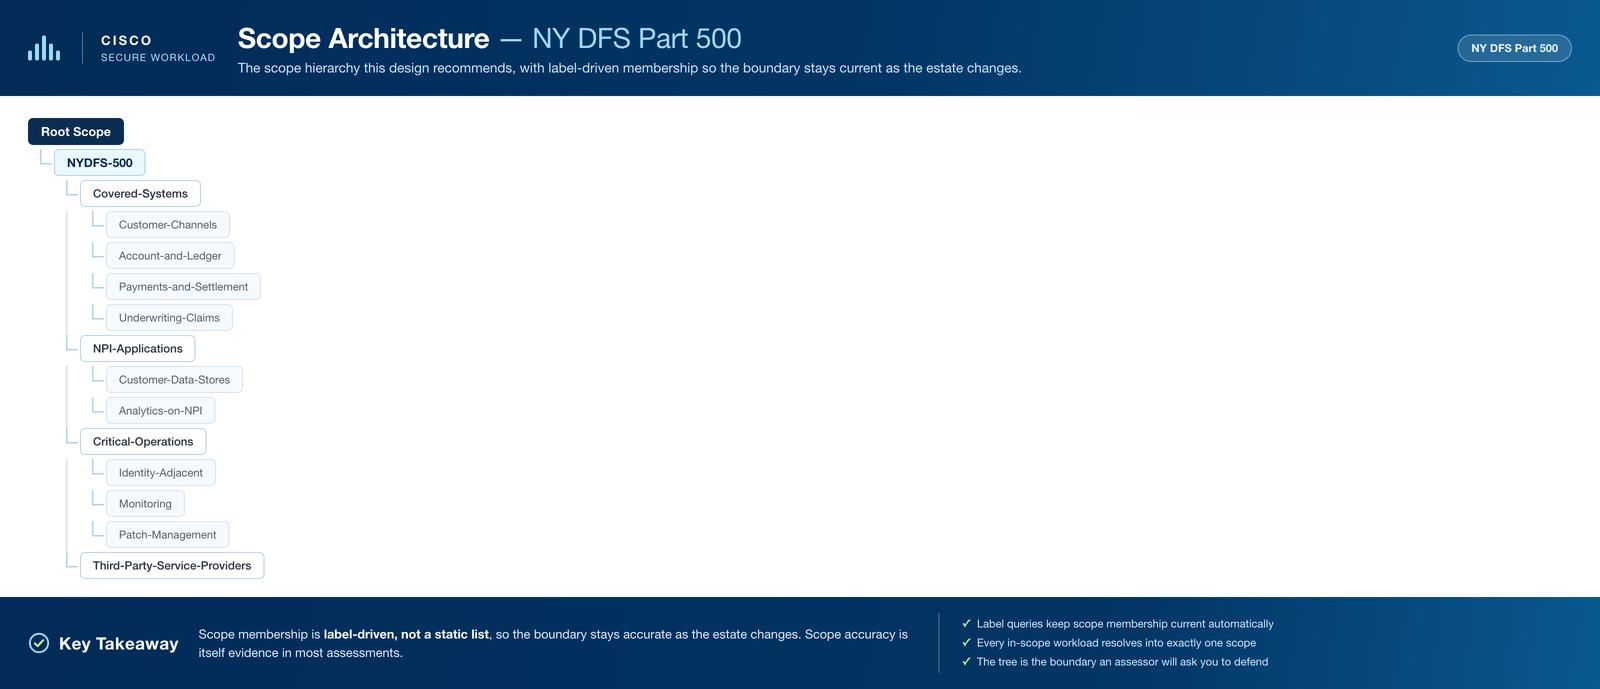 CISCO
SECURE WORKLOAD
Scope Architecture — NY DFS Part 500
The scope hierarchy this design recommends, with label-driven membership so the boundary stays current as the estate changes.
NY DFS Part 500
Root Scope
NYDFS-500
Covered-Systems
Customer-Channels
Account-and-Ledger
Payments-and-Settlement
Underwriting-Claims
NPI-Applications
Customer-Data-Stores
Analytics-on-NPI
Critical-Operations
Identity-Adjacent
Monitoring
Patch-Management
Third-Party-Service-Providers
Key Takeaway
Scope membership is label-driven, not a static list, so the boundary stays accurate as the estate changes. Scope accuracy is
itself evidence in most assessments.
✓ Label queries keep scope membership current automatically
✓ Every in-scope workload resolves into exactly one scope
✓ The tree is the boundary an assessor will ask you to defend